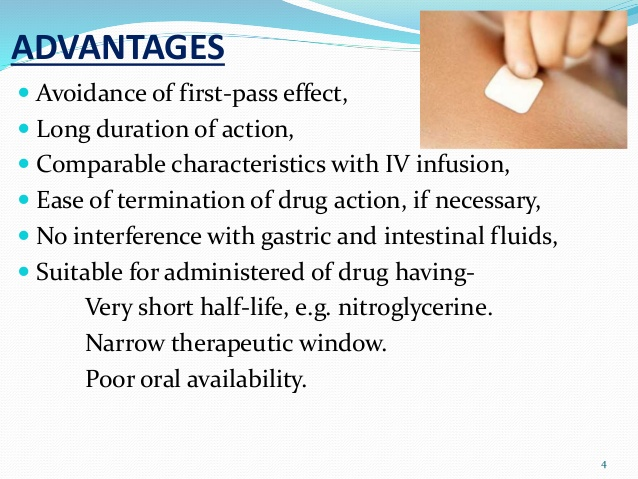 ADVANTAGES
Avoidance of first-pass effect,
Long duration of action,
Comparable characteristics with IV infusion,
Ease of termination of drug action, if necessary,
No interference with gastric and intestinal fluids,
Suitable for administered of drug having-
Very short half-life, e.g. nitroglycerine.
Narrow therapeutic window.
Poor oral availability.
4